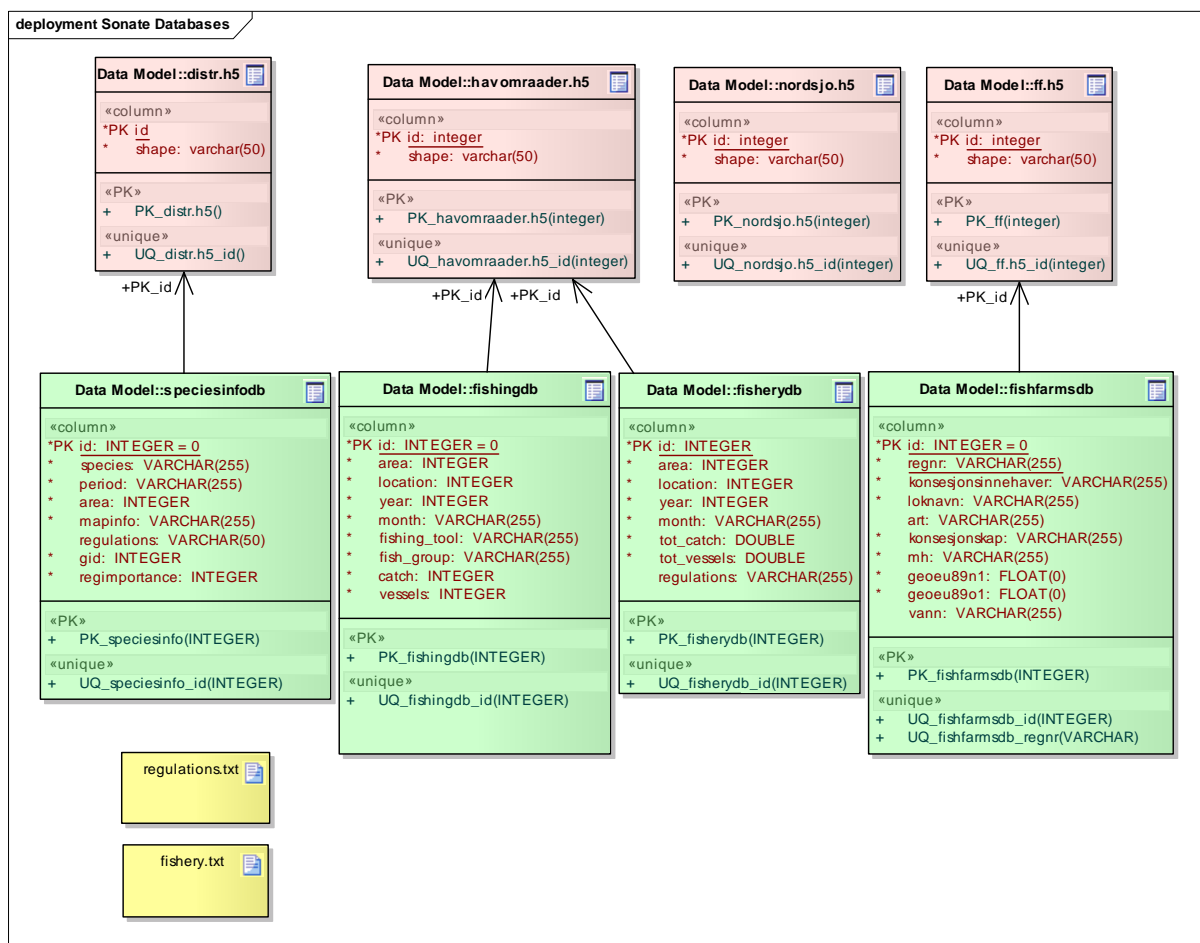 deployment Sonate Databases
Data Model::distr.h5
«column»
*PK id
* shape: varchar(50)
«PK»
+ PK_distr.h5()
«unique»
+ UQ_distr.h5_id()
Data Model::havomraader.h5
«column»
*PK id: integer
* shape: varchar(50)
«PK»
+ PK_havomraader.h5(integer)
«unique»
+ UQ_havomraader.h5_id(integer)
Data Model::nordsjo.h5
«column»
*PK id: integer
* shape: varchar(50)
«PK»
+ PK_nordsjo.h5(integer)
«unique»
+ UQ_nordsjo.h5_id(integer)
Data Model::ff.h5
«column»
*PK id: integer
* shape: varchar(50)
«PK»
+ PK_ff(integer)
«unique»
+ UQ_ff.h5_id(integer)
+PK_id
+PK_id
+PK_id
+PK_id
Data Model::speciesinfodb
«column»
*PK id: INTEGER = 0
* species: VARCHAR(255)
* period: VARCHAR(255)
* area: INTEGER
* mapinfo: VARCHAR(255)
regulations: VARCHAR(50)
* gid: INTEGER
* regimportance: INTEGER
«PK»
+ PK_speciesinfo(INTEGER)
«unique»
+ UQ_speciesinfo_id(INTEGER)
Data Model::fishingdb
«column»
*PK id: INTEGER = 0
* area: INTEGER
* location: INTEGER
* year: INTEGER
* month: VARCHAR(255)
* fishing_tool: VARCHAR(255)
* fish_group: VARCHAR(255)
* catch: INTEGER
* vessels: INTEGER
«PK»
+ PK_fishingdb(INTEGER)
«unique»
+ UQ_fishingdb_id(INTEGER)
Data Model::fisherydb
«column»
*PK id: INTEGER
* area: INTEGER
* location: INTEGER
* year: INTEGER
* month: VARCHAR(255)
* tot_catch: DOUBLE
* tot_vessels: DOUBLE
regulations: VARCHAR(255)
«PK»
+ PK_fisherydb(INTEGER)
«unique»
+ UQ_fisherydb_id(INTEGER)
Data Model::fishfarmsdb
«column»
*PK id: INTEGER = 0
* regnr: VARCHAR(255)
* konsesjonsinnehaver: VARCHAR(255)
* loknavn: VARCHAR(255)
art: VARCHAR(255)
* konsesjonskap: VARCHAR(255)
* mh: VARCHAR(255)
* geoeu89n1: FLOAT(0)
* geoeu89o1: FLOAT(0)
vann: VARCHAR(255)
«PK»
+ PK_fishfarmsdb(INTEGER)
«unique»
+ UQ_fishfarmsdb_id(INTEGER)
+ UQ_fishfarmsdb_regnr(VARCHAR)
regulations.txt
fishery.txt